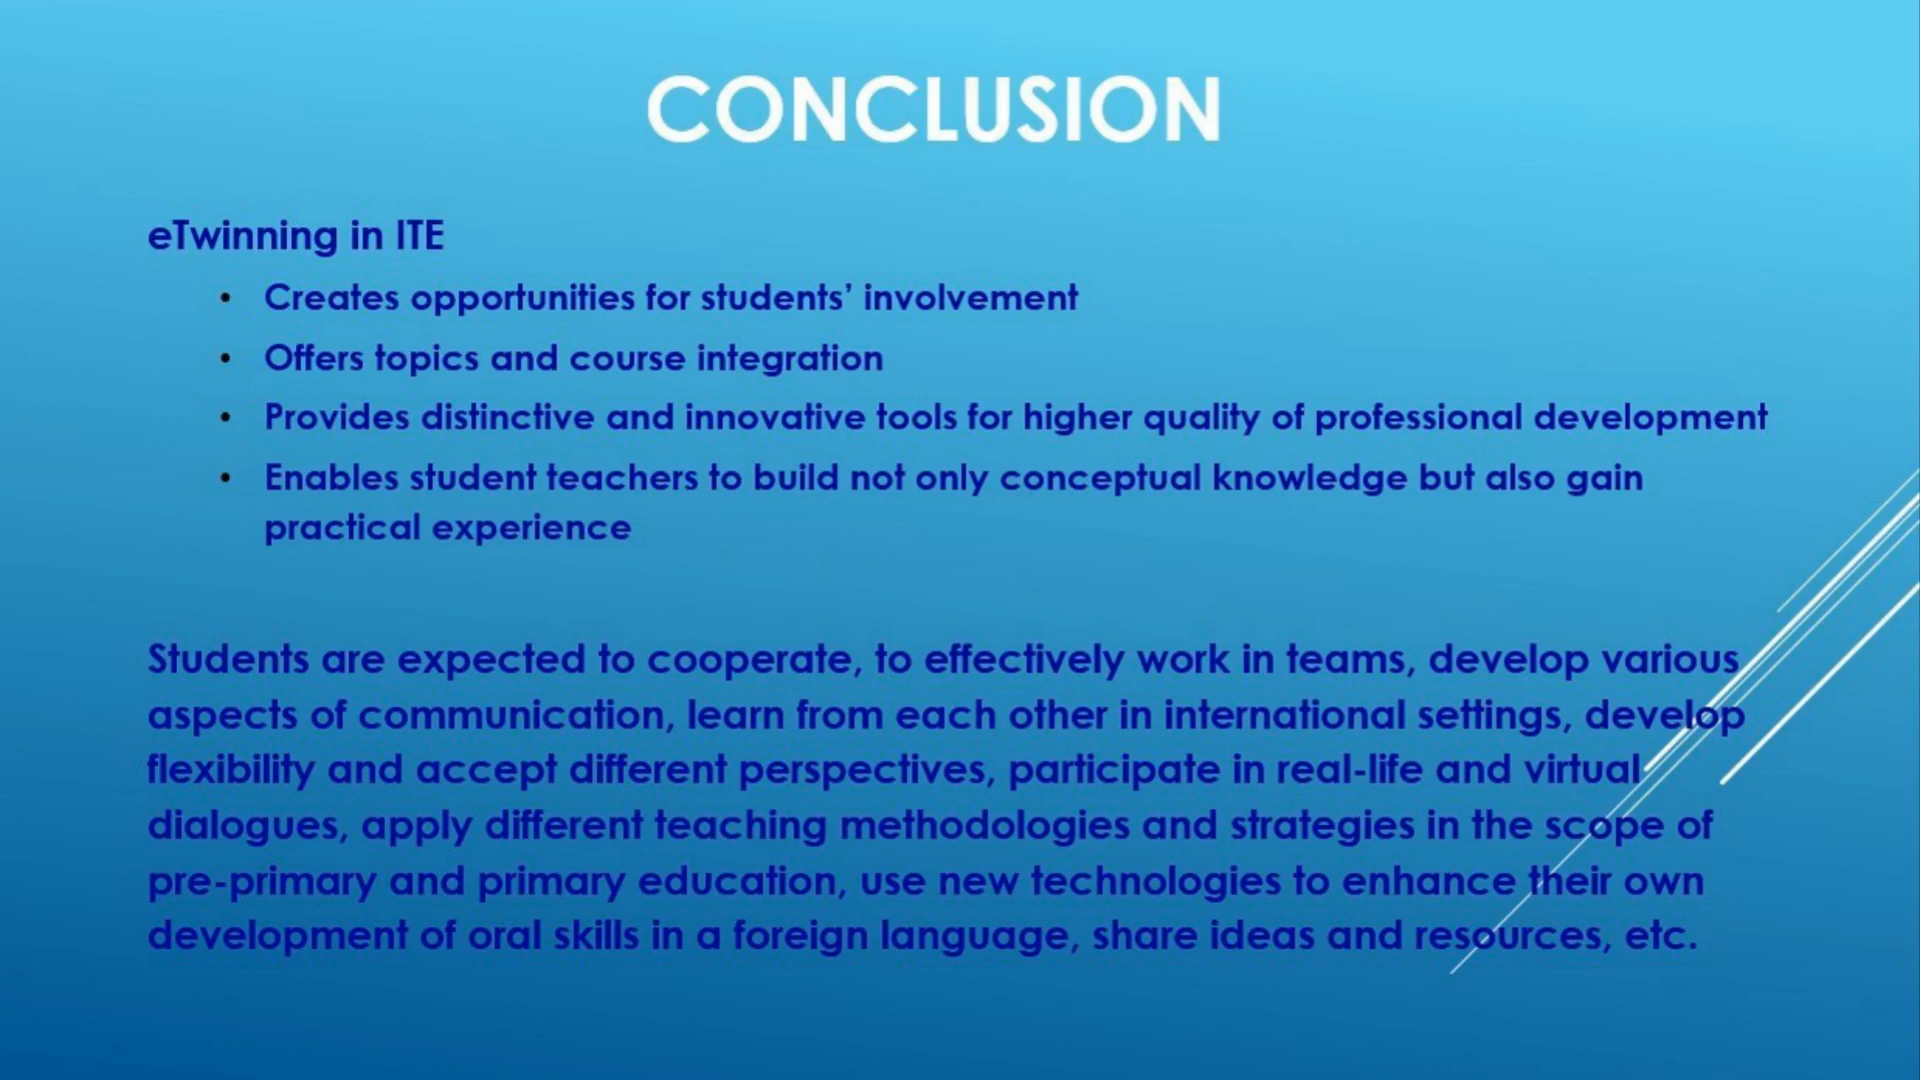 CONCLUSION
eTwinning in ITE
• Creates opportunities for students’ involvement
• Offers topics and course integration
• Provides distinctive and innovative tools for higher quality of professional development
• Enables student teachers to build not only conceptual knowledge but also gain
practical experience
Students are expected to cooperate, to effectively work in teams, develop various
aspects of communication, learn from each other in international settings, develop
flexibility and accept different perspectives, participate in real-life and virtual
dialogues, apply different teaching methodologies and strategies in the scope of
pre-primary and primary education, use new technologies to enhance their own
development of oral skills in a foreign language, share ideas and resources, etc.